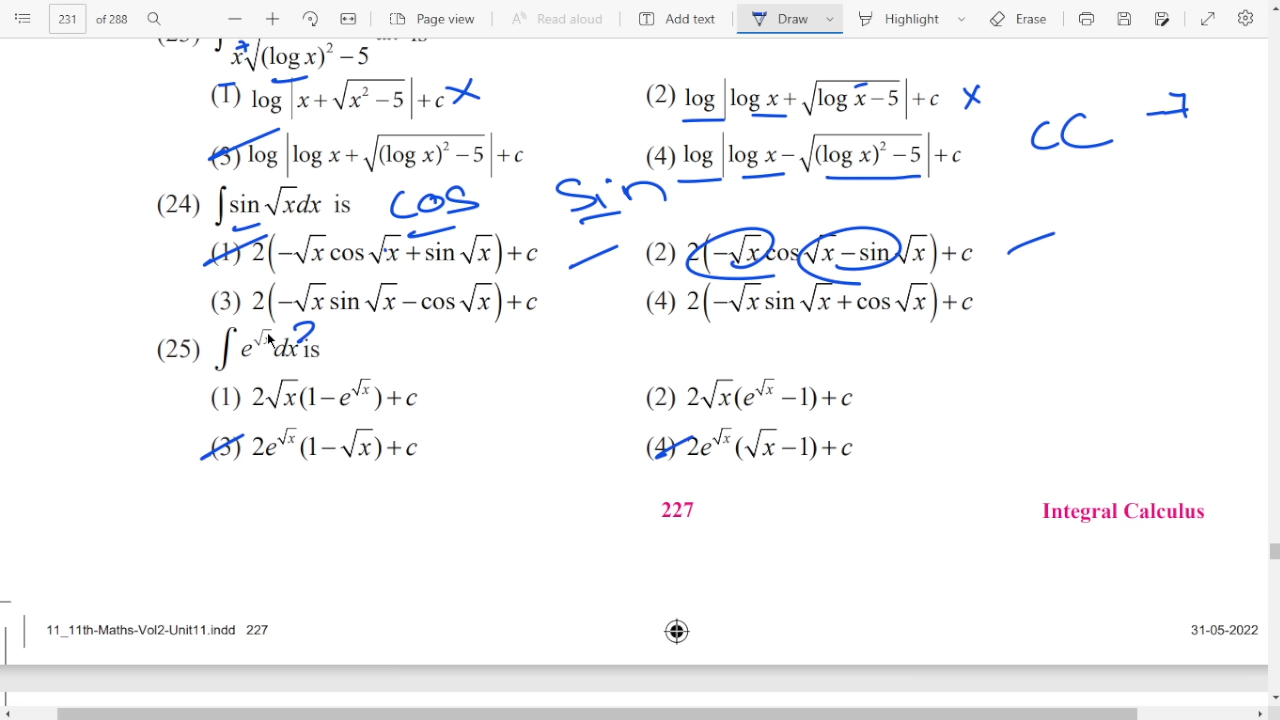 231 of 288 Page view Read aloud Add text Draw Highlight Erase
x√(log x)² − 5
(1) log |x + √(x² − 5)| + c x
(2) log |log x + √(log x − 5)| + c x
cc
(3) log |log x + √((log x)² − 5)| + c
(4) log |log x − √((log x)² − 5)| + c
(24) ∫ sin √x dx is cos sin
(1) 2(−√x cos √x + sin √x) + c
(2) 2(−√x cos √x − sin √x) + c
(3) 2(−√x sin √x − cos √x) + c
(4) 2(−√x sin √x + cos √x) + c
(25) ∫ e^√x dx is ?
(1) 2√x(1 − e^√x) + c
(2) 2√x(e^√x − 1) + c
(3) 2e^√x(1 − √x) + c
(4) 2e^√x(√x − 1) + c
227 Integral Calculus
11_11th-Maths-Vol2-Unit11.indd 227 31-05-2022